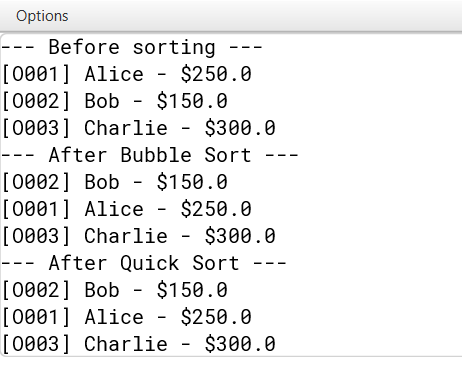 Options
--- Before sorting ---
[O001] Alice - $250.0
[O002] Bob - $150.0
[O003] Charlie - $300.0
--- After Bubble Sort ---
[O002] Bob - $150.0
[O001] Alice - $250.0
[O003] Charlie - $300.0
--- After Quick Sort ---
[O002] Bob - $150.0
[O001] Alice - $250.0
[O003] Charlie - $300.0